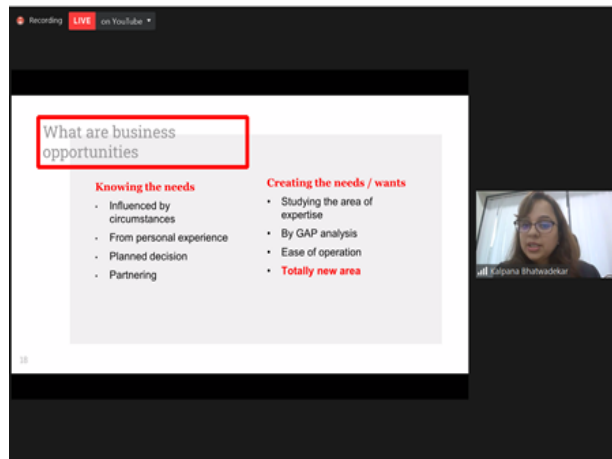 Recording LIVE on YouTube
What are business
opportunities
Knowing the needs
• Influenced by
circumstances
• From personal experience
• Planned decision
• Partnering
Creating the needs / wants
• Studying the area of
expertise
• By GAP analysis
• Ease of operation
• Totally new area
Kalpana Bhatwadekar
18